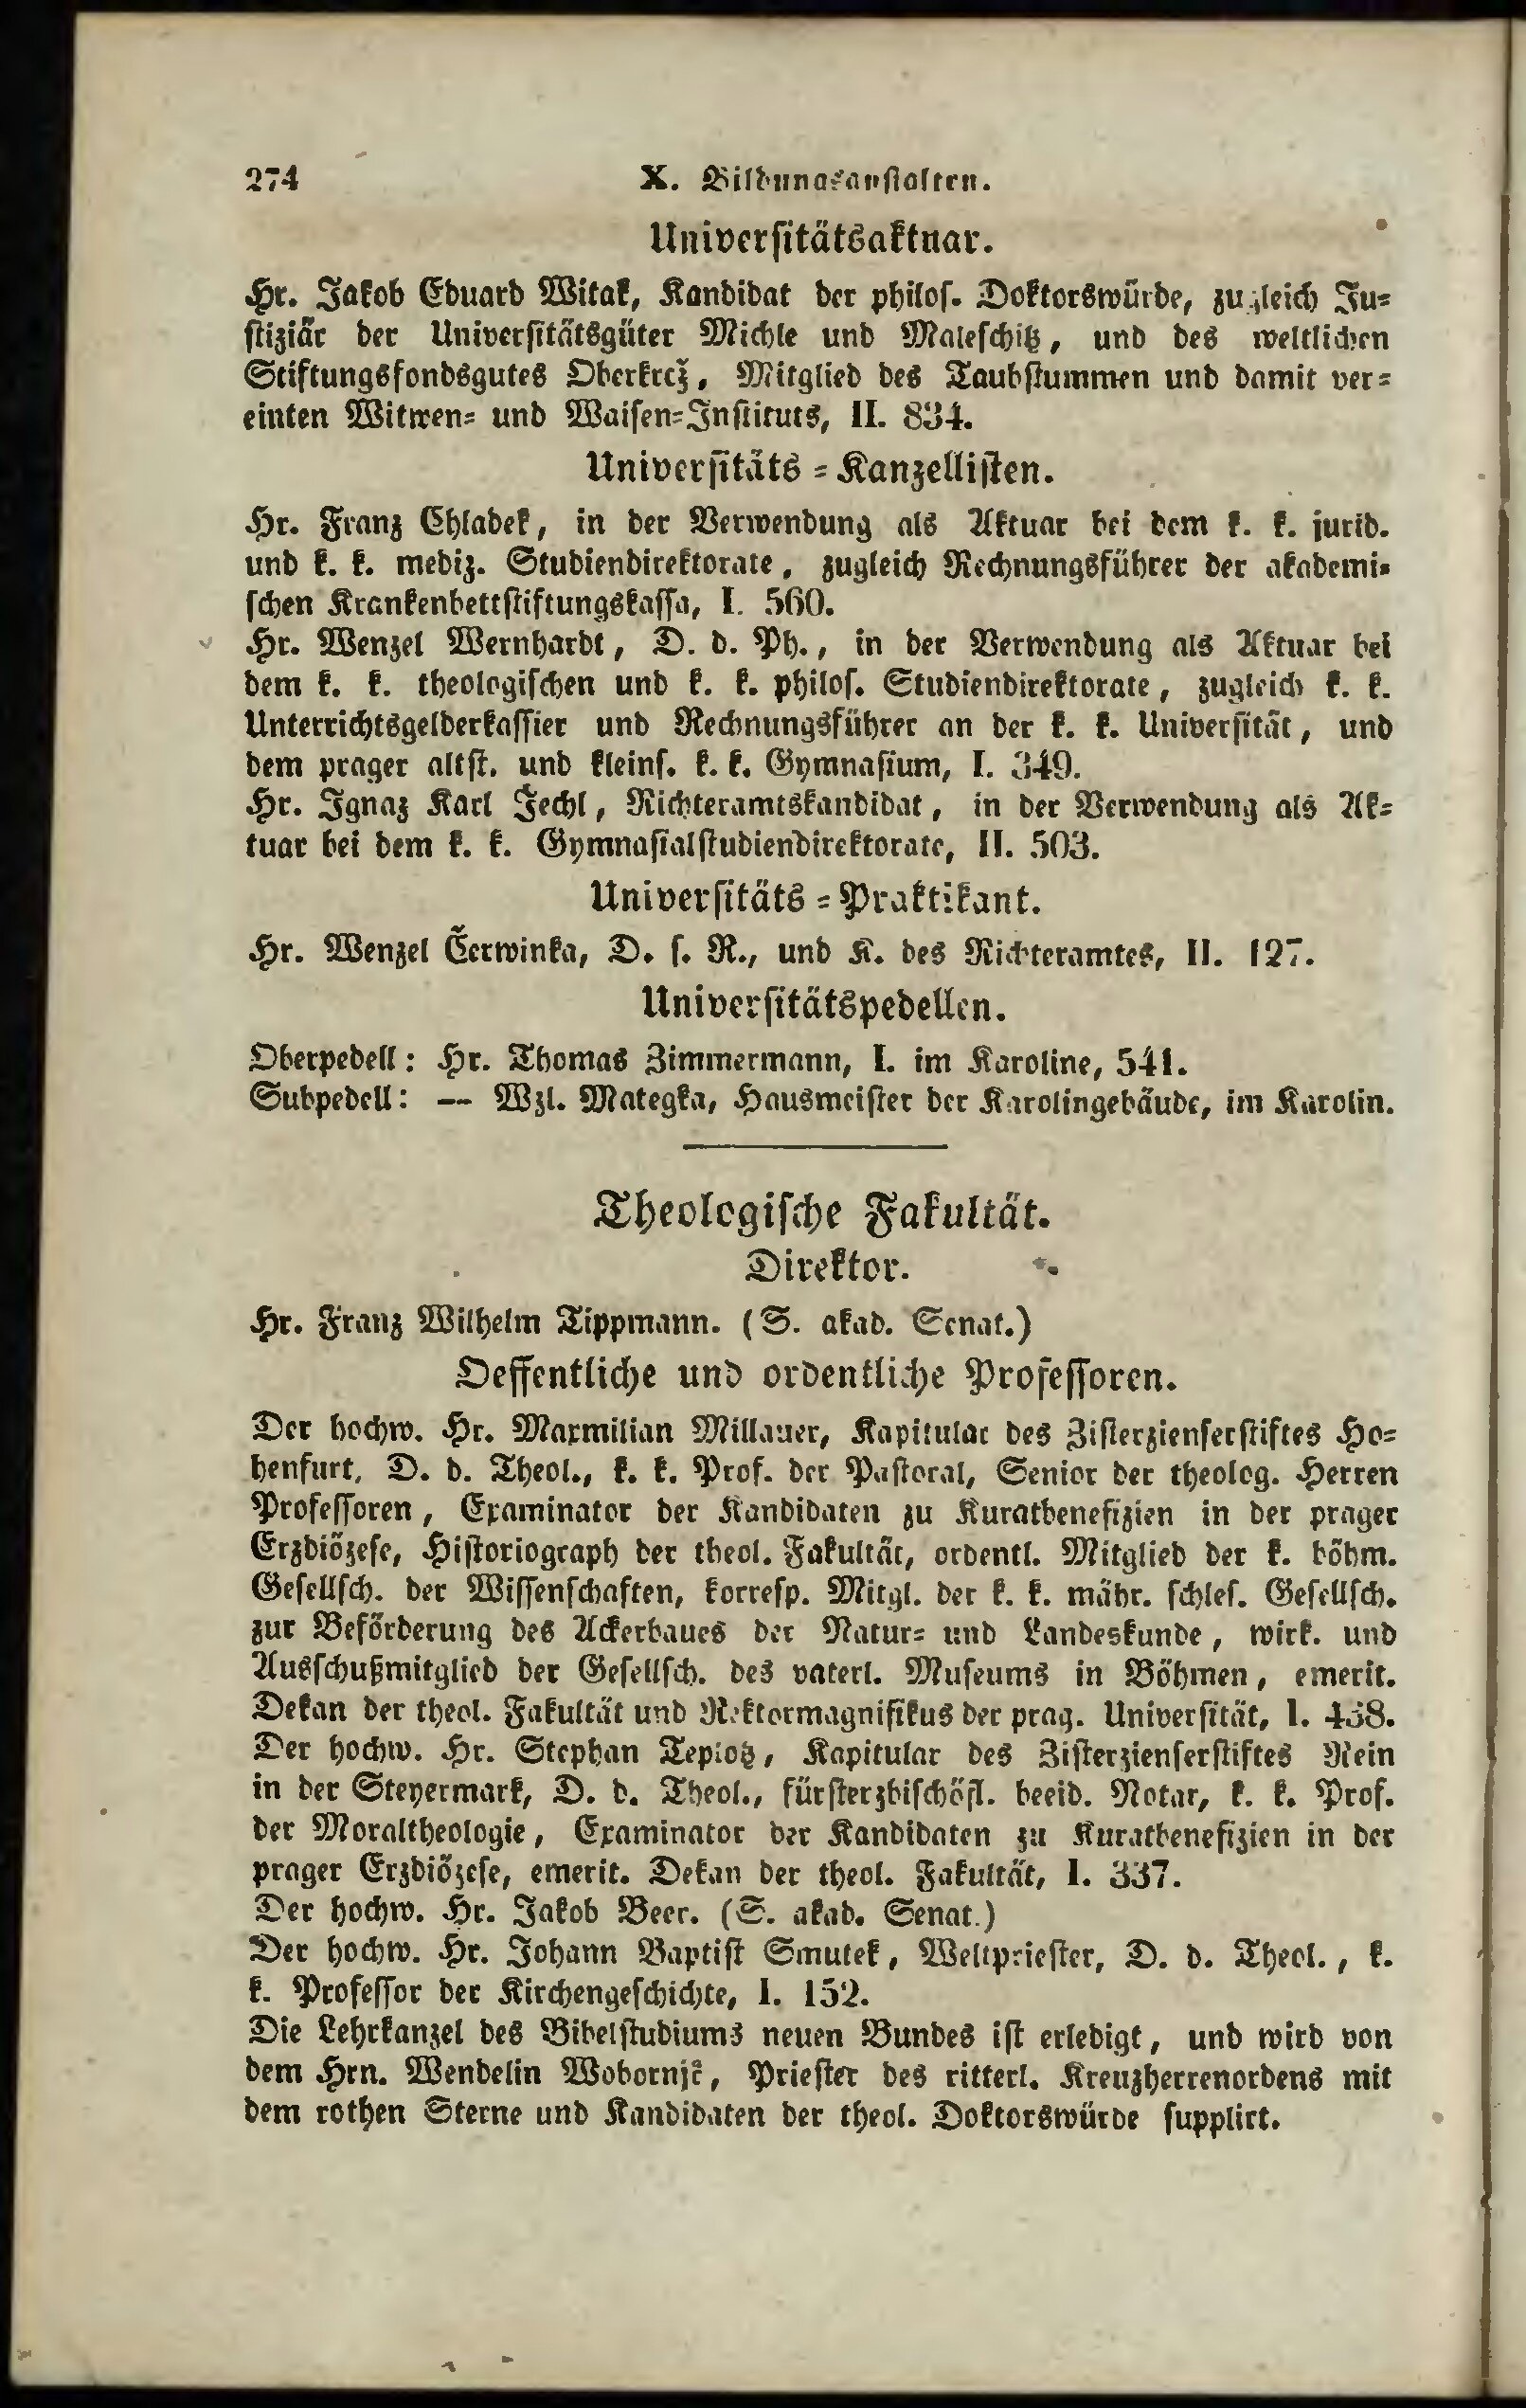 274 X. Bildungsanstalten.
Universitätsaktuar.
Hr. Jakob Eduard Witak, Kandidat der philos. Doktorswürde, zugleich Ju=
stiziär der Universitätsgüter Michle und Maleschitz, und des weltlichen
Stiftungsfondsgutes Oberkrč, Mitglied des Taubstummen und damit ver=
einten Witwen= und Waisen=Instituts, II. 834.
Universitäts=Kanzellisten.
Hr. Franz Chladek, in der Verwendung als Aktuar bei dem k. k. jurid.
und k. k. mediz. Studiendirektorate, zugleich Rechnungsführer der akademi=
schen Krankenbettstiftungskassa, I. 560.
Hr. Wenzel Wernhardt, D. d. Ph., in der Verwendung als Aktuar bei
dem k. k. theologischen und k. k. philos. Studiendirektorate, zugleich k. k.
Unterrichtsgelderkassier und Rechnungsführer an der k. k. Universität, und
dem prager altst. und kleins. k. k. Gymnasium, I. 349.
Hr. Ignaz Karl Jechl, Richteramtskandidat, in der Verwendung als Ak=
tuar bei dem k. k. Gymnasialstudiendirektorate, II. 503.
Universitäts=Praktikant.
Hr. Wenzel Čerwinka, D. s. R., und K. des Richteramtes, II. 127.
Universitätspedellen.
Oberpedell: Hr. Thomas Zimmermann, I. im Karoline, 541.
Subpedell: — Wzl. Mategka, Hausmeister der Karolingebäude, im Karolin.
Theologische Fakultät.
Direktor.
Hr. Franz Wilhelm Tippmann. (S. akad. Senat.)
Oeffentliche und ordentliche Professoren.
Der hochw. Hr. Maxmilian Millauer, Kapitular des Zisterzienserstiftes Ho=
henfurt, D. d. Theol., k. k. Prof. der Pastoral, Senior der theolog. Herren
Professoren, Examinator der Kandidaten zu Kuratbenefizien in der prager
Erzdiözese, Historiograph der theol. Fakultät, ordentl. Mitglied der k. böhm.
Gesellsch. der Wissenschaften, korresp. Mitgl. der k. k. mähr. schles. Gesellsch.
zur Beförderung des Ackerbaues der Natur= und Landeskunde, wirk. und
Ausschußmitglied der Gesellsch. des vaterl. Museums in Böhmen, emerit.
Dekan der theol. Fakultät und Rektormagnifikus der prag. Universität, I.
Der hochw. Hr. Stephan Teplotz, Kapitular des Zisterzienserstiftes Rein
in der Steyermark, D. d. Theol., fürsterzbischöfl. beeid. Notar, k. k. Prof.
der Moraltheologie, Examinator der Kandidaten zu Kuratbenefizien in der
prager Erzdiözese, emerit. Dekan der theol. Fakultät, I. 337.
Der hochw. Hr. Jakob Beer. (S. akad. Senat.)
Der hochw. Hr. Johann Baptist Smutek, Weltpriester, D. d. Theol., k.
k. Professor der Kirchengeschichte, I. 152.
Die Lehrkanzel des Bibelstudiums neuen Bundes ist erledigt, und wird von
dem Hrn. Wendelin Wobornjč, Priester des ritterl. Kreuzherrenordens mit
dem rothen Sterne und Kandidaten der theol. Doktorswürde supplirt.